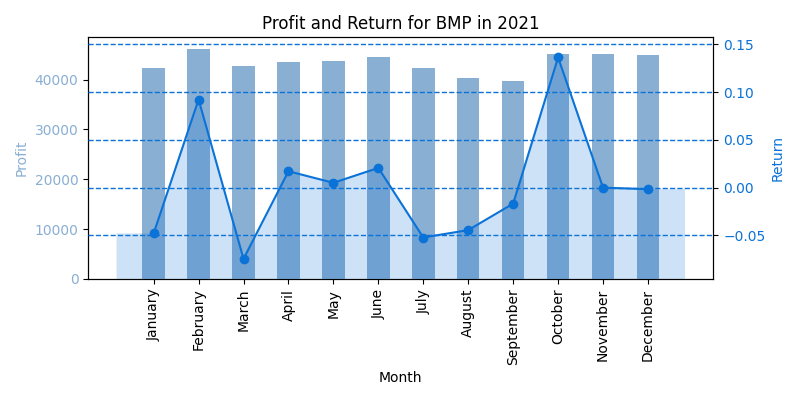 Profit and Return for BMP in 2021
Profit
40000
30000
20000
10000
0
0.15
0.10
0.05
0.00
−0.05
Return
January
February
March
April
May
June
July
August
September
October
November
December
Month